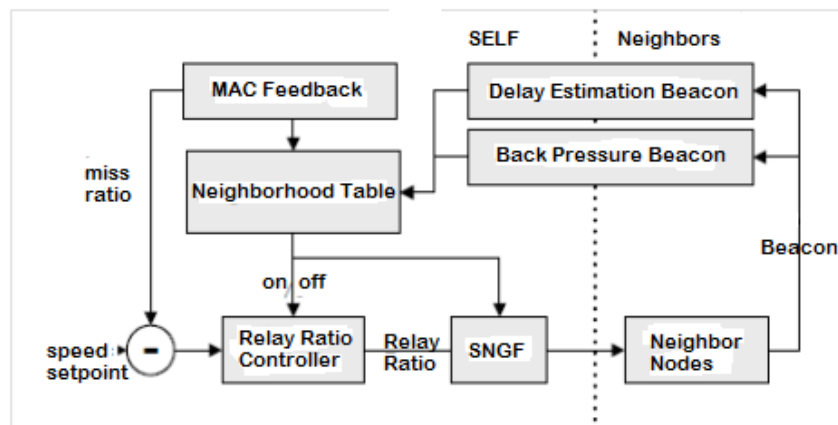 SELF
Neighbors
MAC Feedback
Delay Estimation Beacon
Back Pressure Beacon
miss
ratio
Neighborhood Table
Beacon
on/ off
speed
setpoint
-
Relay Ratio
Controller
Relay
Ratio
SNGF
Neighbor
Nodes